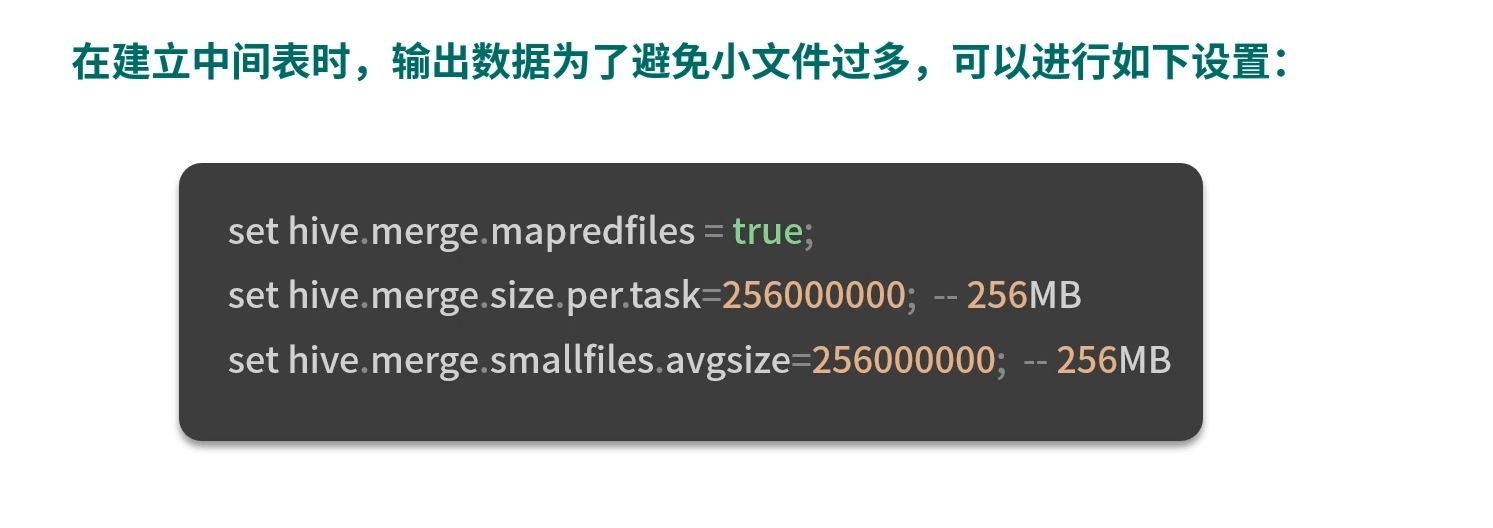 在建立中间表时，输出数据为了避免小文件过多，可以进行如下设置：
set hive.merge.mapredfiles = true;
set hive.merge.size.per.task=256000000; -- 256MB
set hive.merge.smallfiles.avgsize=256000000; -- 256MB